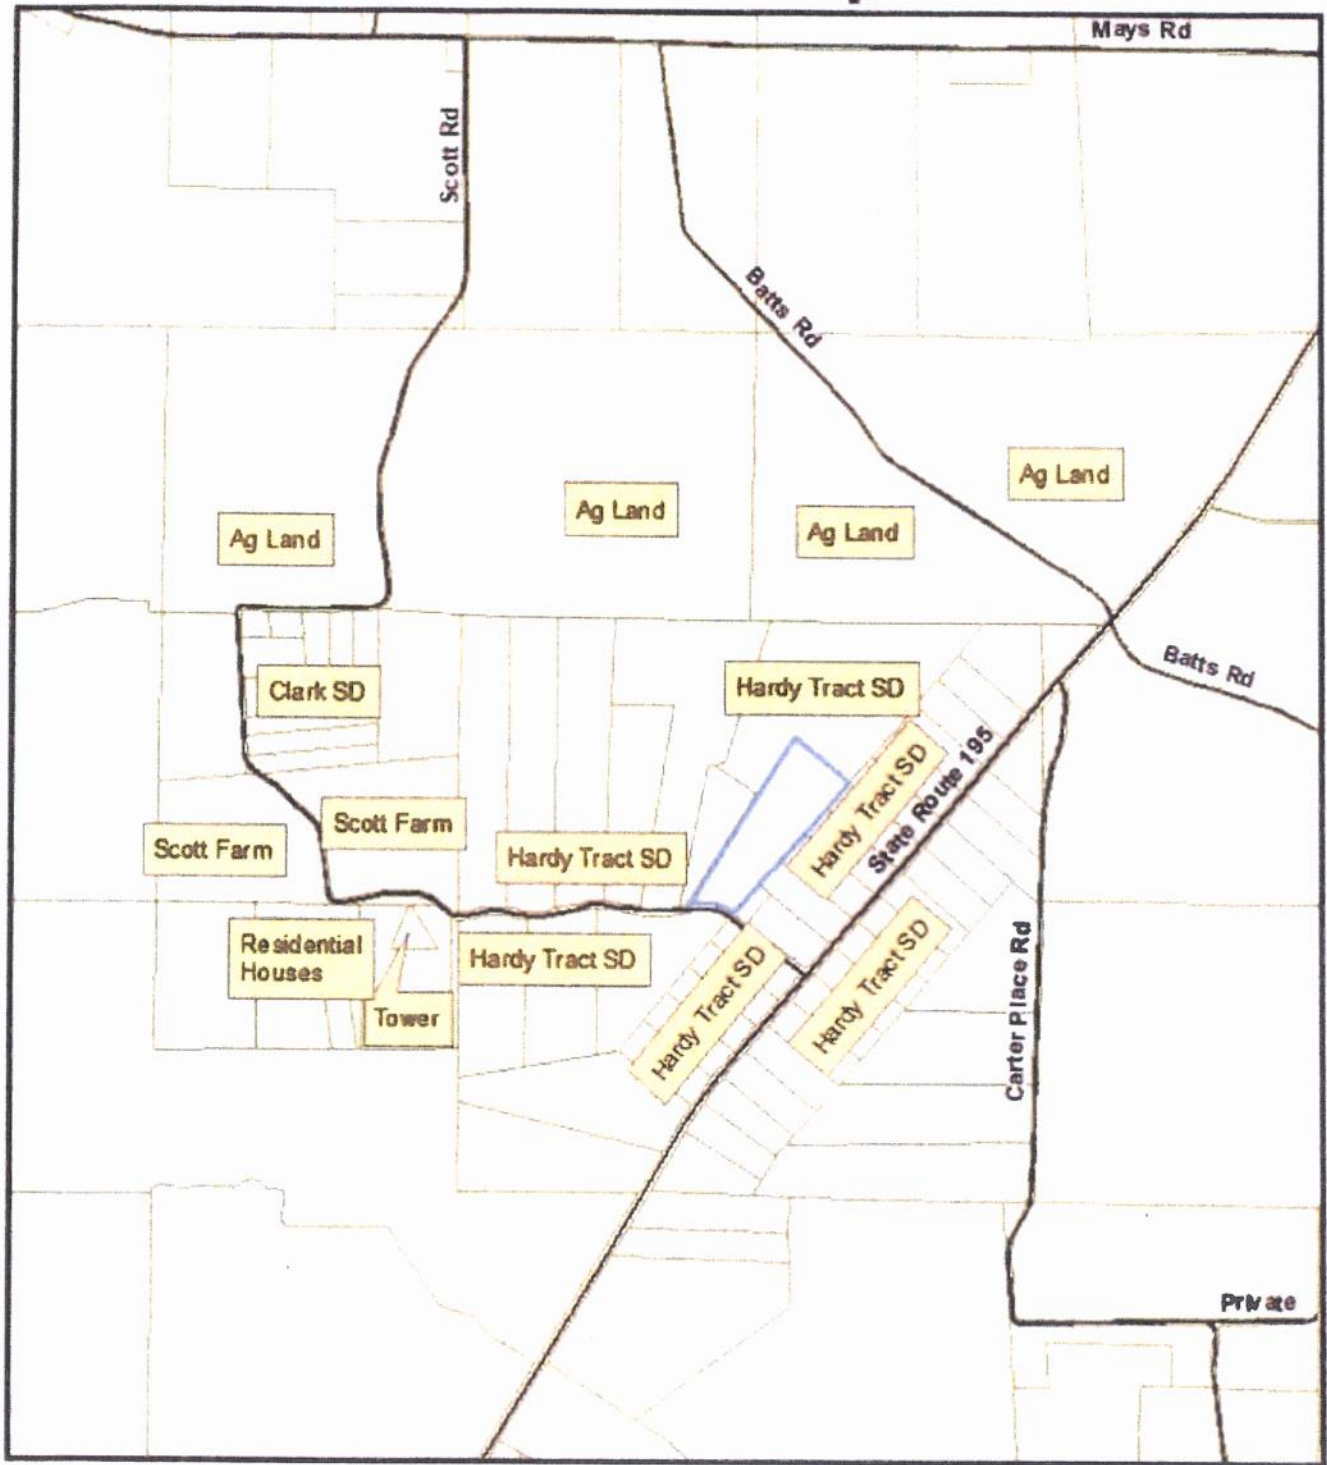 Mays Rd
Scott Rd
Batts Rd
Ag Land
Ag Land
Ag Land
Ag Land
Batts Rd
Clark SD
Hardy Tract SD
Hardy Tract SD
State Route 195
Scott Farm
Scott Farm
Hardy Tract SD
Residential
Houses
Hardy Tract SD
Hardy Tract SD
Hardy Tract SD
Tower
Carter Place Rd
Private